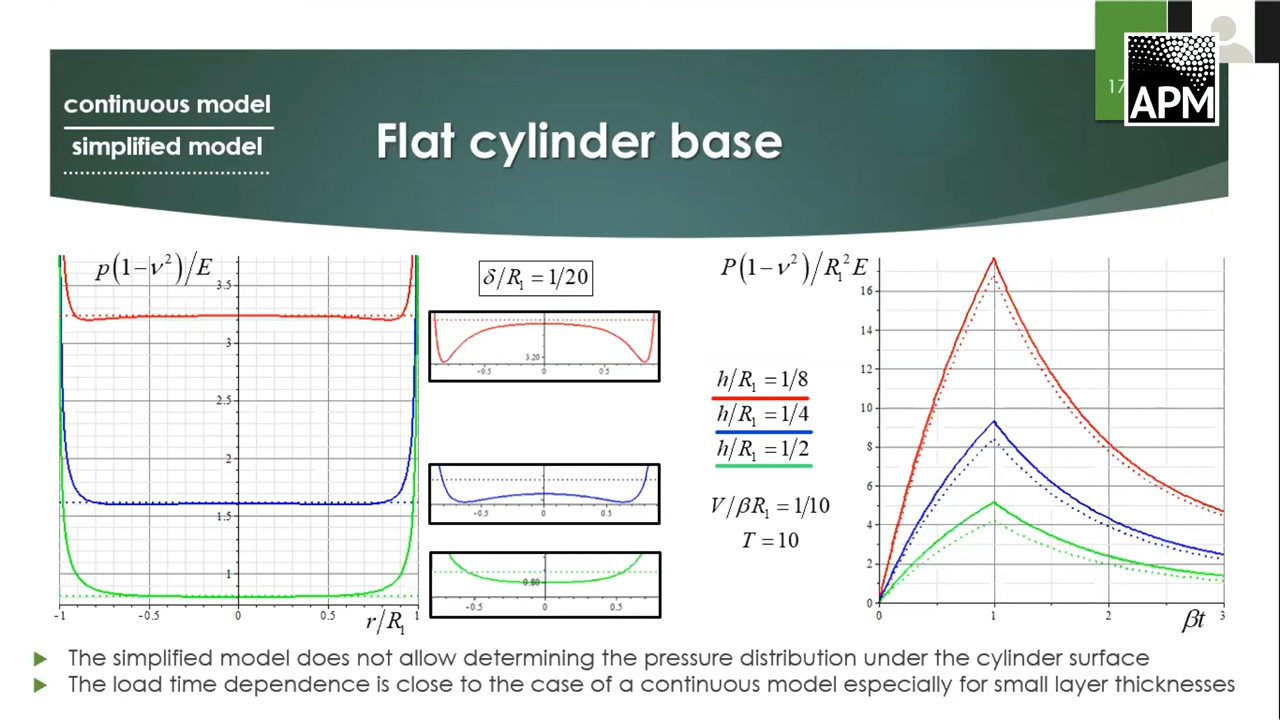 17
APM
continuous model
simplified model
Flat cylinder base
p(1−ν²)/E
3.5
3
2.5
2
1.5
1
-1
-0.5
0
0.5
1
r/R₁
δ/R₁ = 1/20
3.20
-0.5
0
0.5
-0.5
0
0.5
0.80
-0.5
0
0.5
h/R₁ = 1/8
h/R₁ = 1/4
h/R₁ = 1/2
V/βR₁ = 1/10
T = 10
P(1−ν²)/R₁²E
16
14
12
10
8
6
4
2
0
0
1
2
3
βt
The simplified model does not allow determining the pressure distribution under the cylinder surface
The load time dependence is close to the case of a continuous model especially for small layer thicknesses